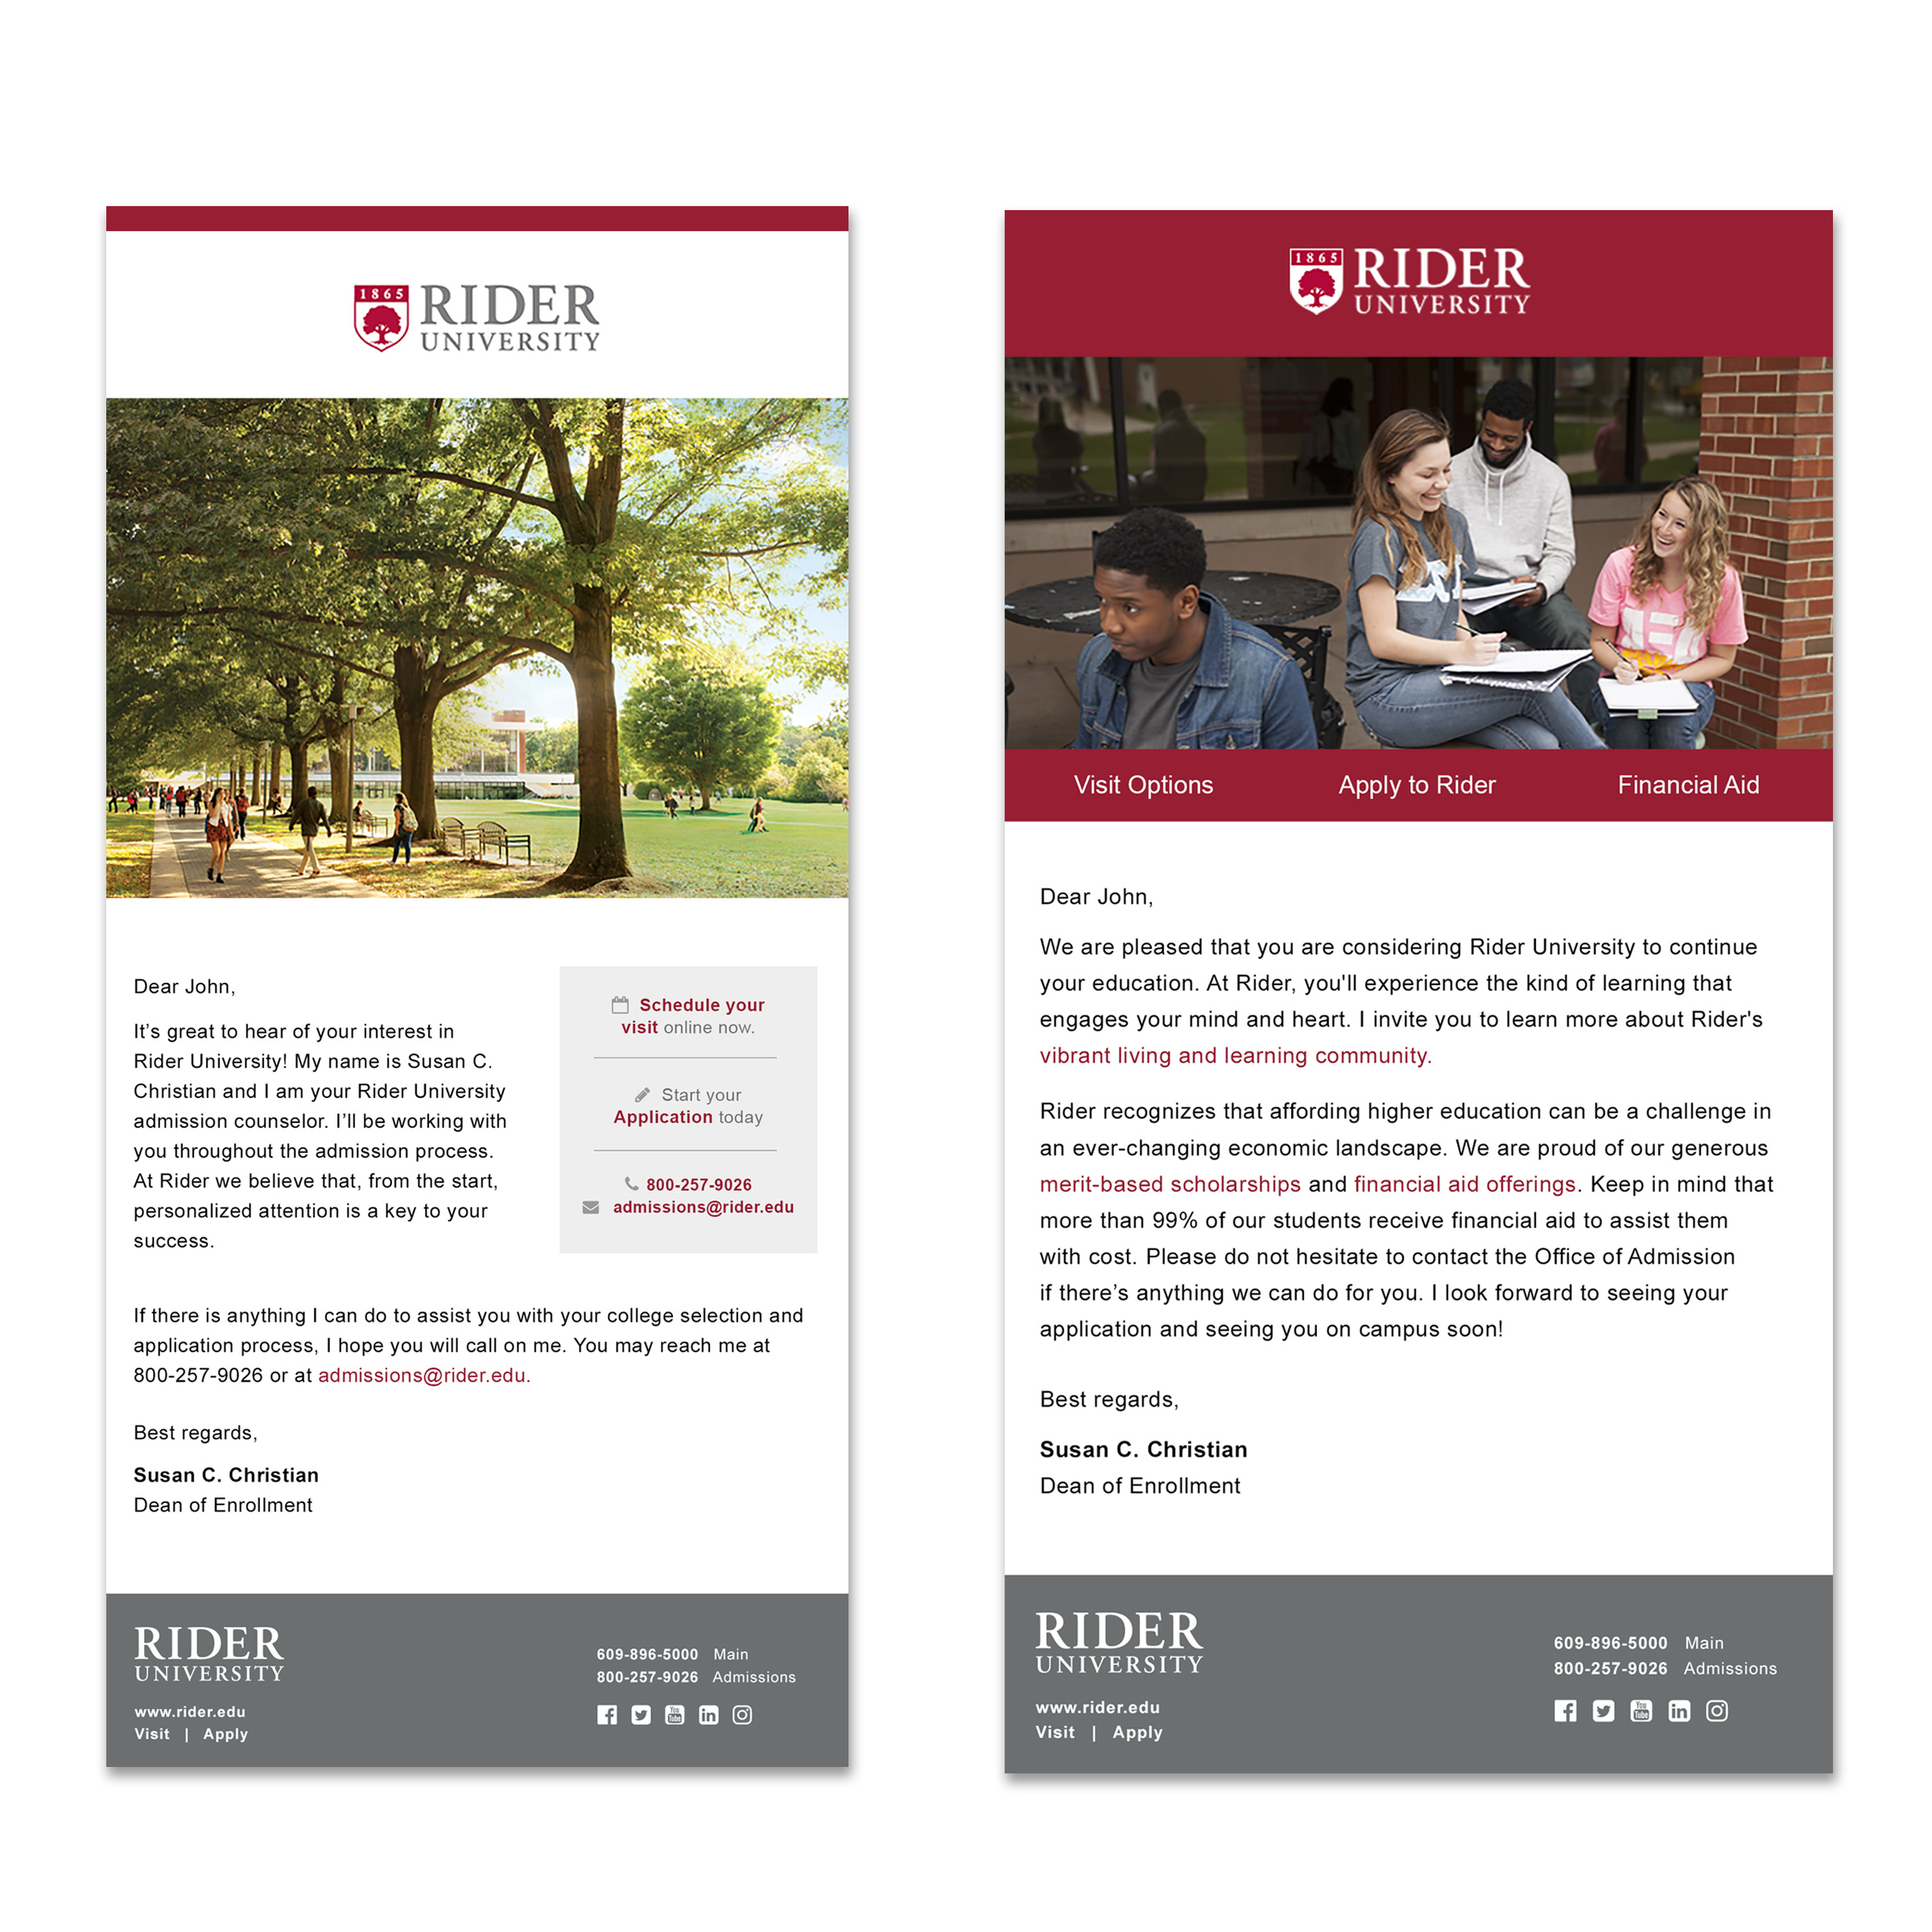 1865
RIDER
UNIVERSITY
Dear John,
It’s great to hear of your interest in
Rider University! My name is Susan C.
Christian and I am your Rider University
admission counselor. I’ll be working with
you throughout the admission process.
At Rider we believe that, from the start,
personalized attention is a key to your
success.
Schedule your
visit online now.
Start your
Application today
800-257-9026
admissions@rider.edu
If there is anything I can do to assist you with your college selection and
application process, I hope you will call on me. You may reach me at
800-257-9026 or at admissions@rider.edu.
Best regards,
Susan C. Christian
Dean of Enrollment
RIDER
UNIVERSITY
www.rider.edu
Visit | Apply
609-896-5000 Main
800-257-9026 Admissions
You
Tube
in
1865
RIDER
UNIVERSITY
Visit Options
Apply to Rider
Financial Aid
Dear John,
We are pleased that you are considering Rider University to continue
your education. At Rider, you'll experience the kind of learning that
engages your mind and heart. I invite you to learn more about Rider's
vibrant living and learning community.
Rider recognizes that affording higher education can be a challenge in
an ever-changing economic landscape. We are proud of our generous
merit-based scholarships and financial aid offerings. Keep in mind that
more than 99% of our students receive financial aid to assist them
with cost. Please do not hesitate to contact the Office of Admission
if there’s anything we can do for you. I look forward to seeing your
application and seeing you on campus soon!
Best regards,
Susan C. Christian
Dean of Enrollment
RIDER
UNIVERSITY
www.rider.edu
Visit | Apply
609-896-5000 Main
800-257-9026 Admissions
You
Tube
in